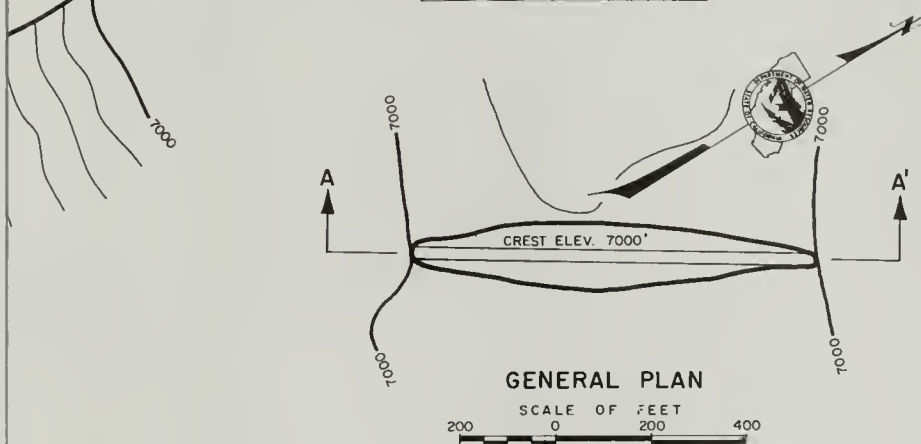 7000
7000
7000
A
A'
CREST ELEV. 7000'
7000
7000
GENERAL PLAN
SCALE OF FEET
200 0 200 400